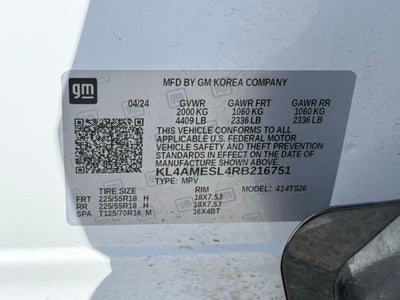 gm
MFD BY GM KOREA COMPANY
04/24 GVWR GAWR FRT GAWR RR
2000 KG 1060 KG 1060 KG
4409 LB 2336 LB 2336 LB
THIS VEHICLE CONFORMS TO ALL
APPLICABLE U.S. FEDERAL MOTOR
VEHICLE SAFETY AND THEFT PREVENTION
STANDARDS IN EFFECT ON THE DATE OF
MANUFACTURE SHOWN ABOVE.
KL4AMESL4RB216751
TYPE: MPV MODEL: 414TS26
TIRE SIZE RIM
FRT 225/55R18 H 18X7.5J
RR 225/55R18 H 18X7.5J
SPA T125/70R16 M 16X4BT